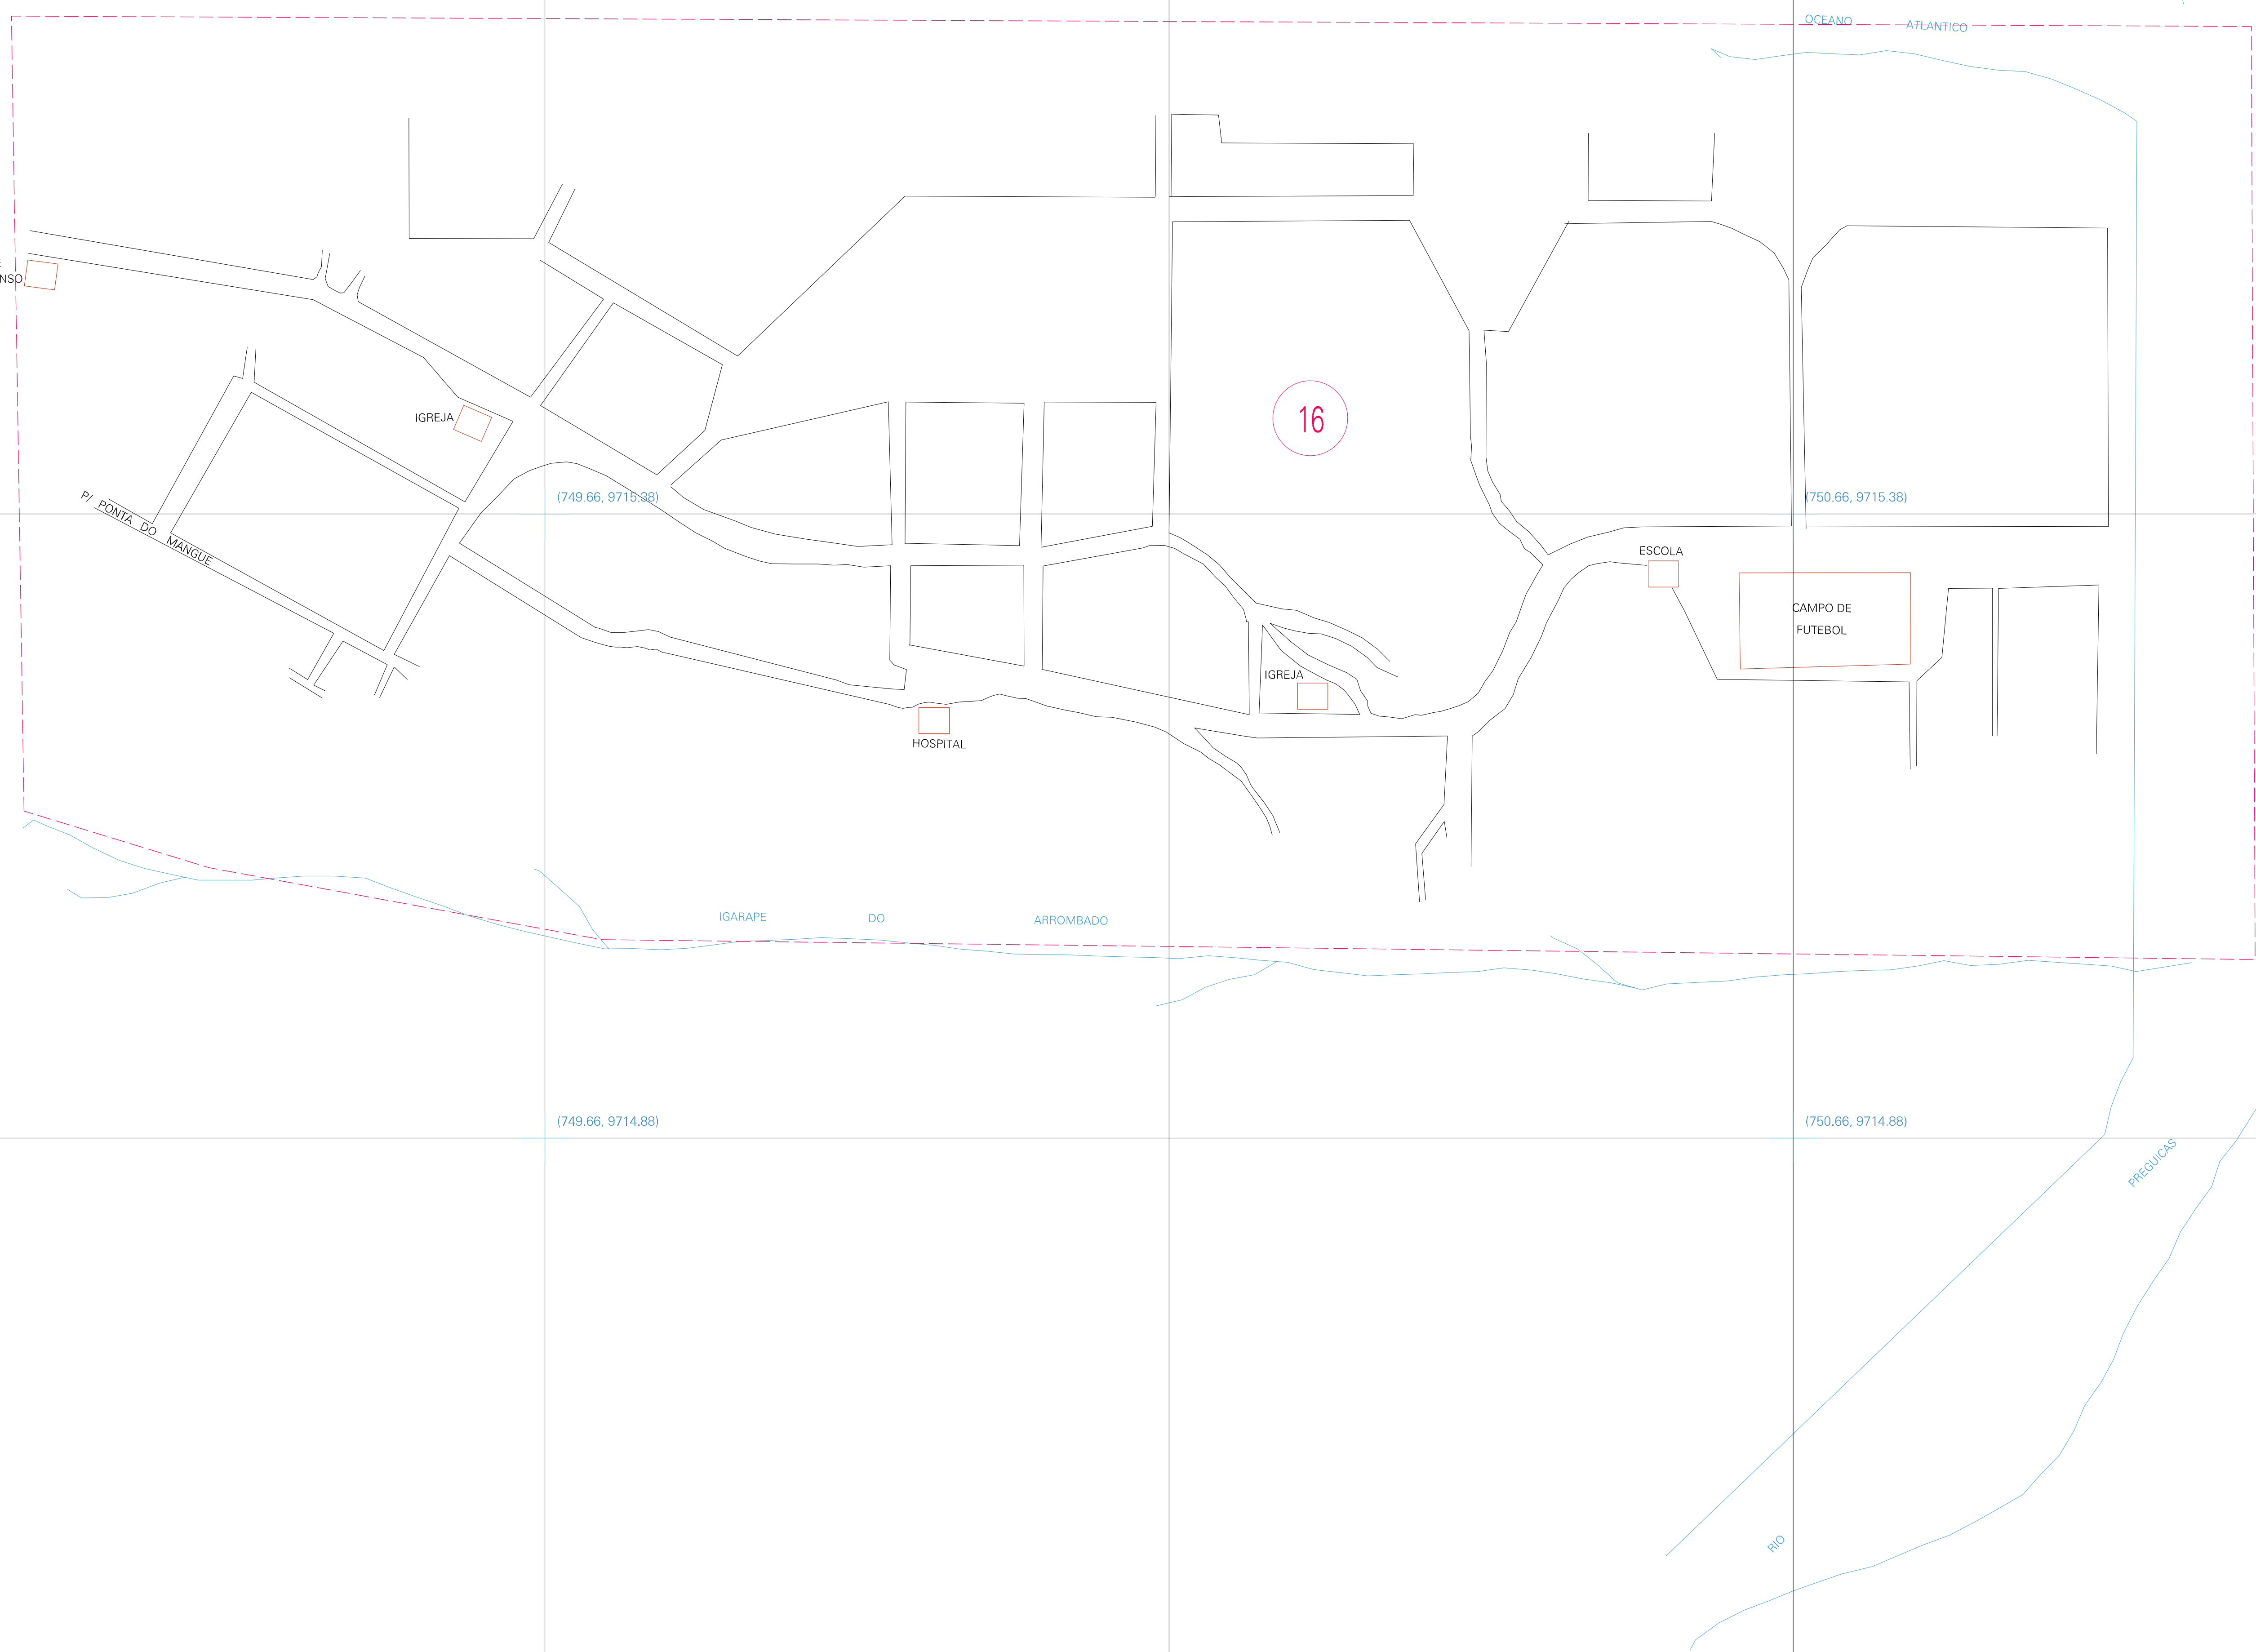 OCEANO ATLANTICO
NSO
IGREJA
16
(749.66, 9715.38)
(750.66, 9715.38)
P/ PONTA DO MANGUE
ESCOLA
CAMPO DE
FUTEBOL
IGREJA
HOSPITAL
IGARAPE DO ARROMBADO
(749.66, 9714.88)
(750.66, 9714.88)
RIO PREGUICAS